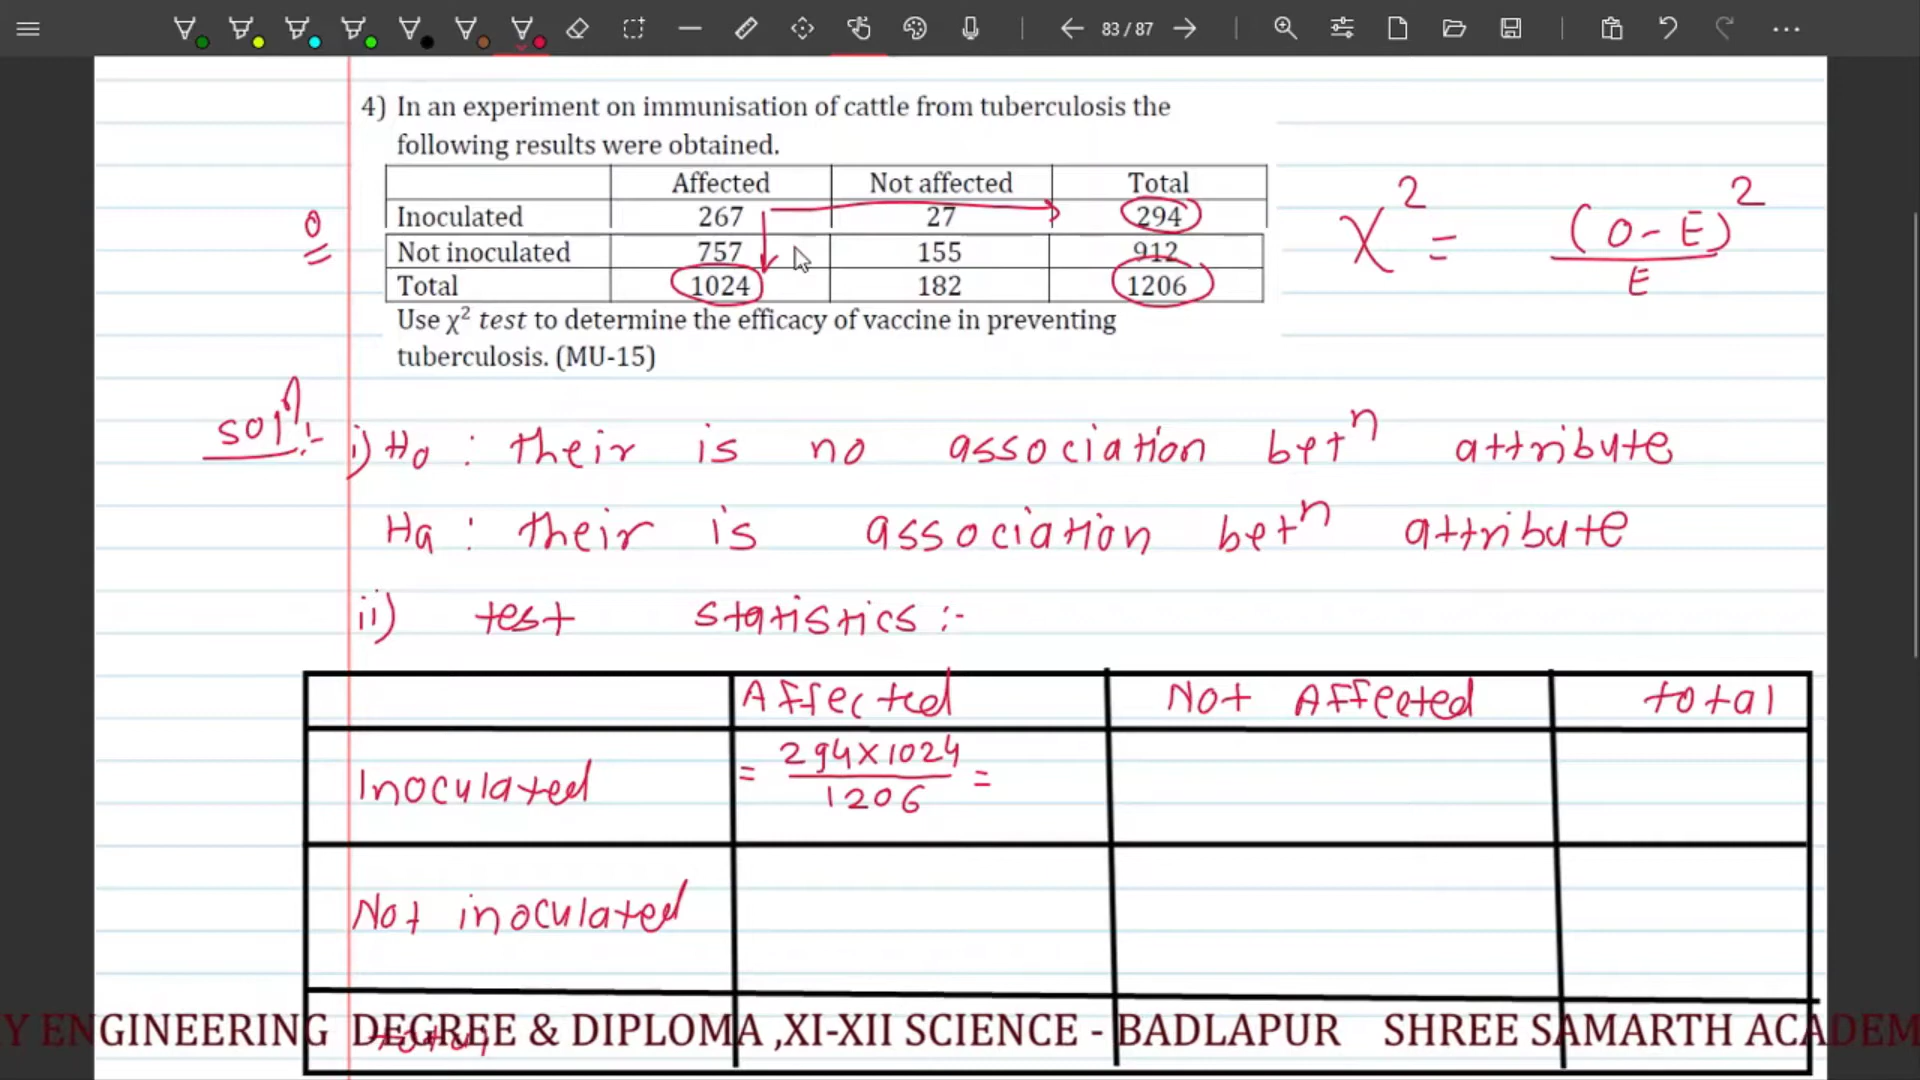 83 / 87
4) In an experiment on immunisation of cattle from tuberculosis the
following results were obtained.
Affected Not affected Total
Inoculated 267 27 294
Not inoculated 757 155 912
Total 1024 182 1206
Use χ² test to determine the efficacy of vaccine in preventing
tuberculosis. (MU-15)
O
χ² = (O-E)²
E
solⁿ:-
i) H₀ : their is no association betⁿ attribute
Ha : their is association betⁿ attribute
ii) test statistics :-
Affected Not Affected total
Inoculated = 294×1024 =
1206
Not inoculated
total
Y ENGINEERING DEGREE & DIPLOMA ,XI-XII SCIENCE - BADLAPUR SHREE SAMARTH ACADEM